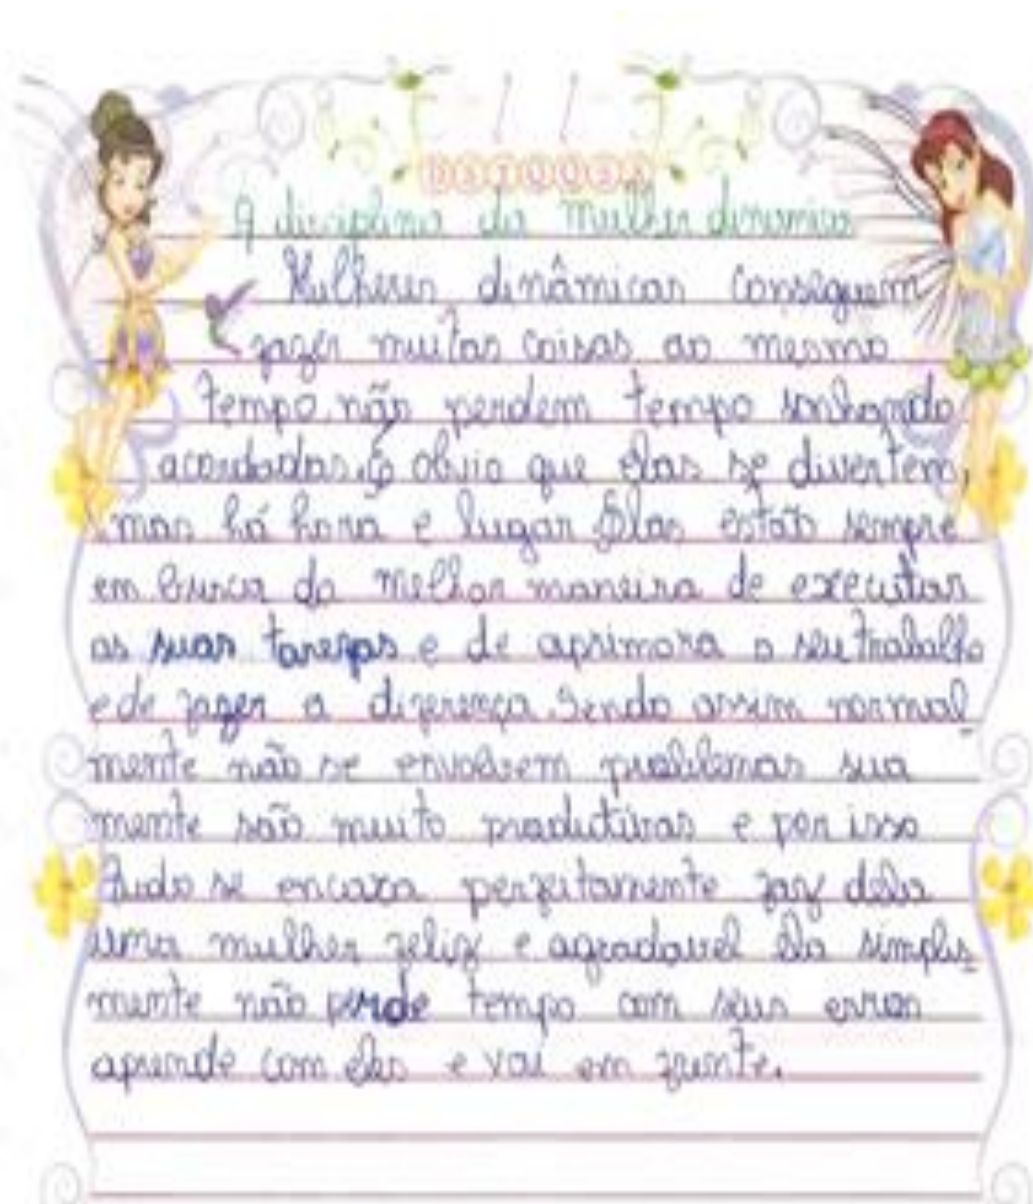 A disciplina da mulher dinamica
Mulheres dinâmicas conseguem
fazer muitas coisas ao mesmo
tempo, não perdem tempo sonhando
acordadas. É obvio que elas se divertem,
mas há hora e lugar. Elas estão sempre
em busca da melhor maneira de executar
as suas tarefas e de aprimora o seu trabalho
e de fazer a diferença. Sendo assim normal_
mente não se envolvem problemas sua
mente são muito produtivas e por isso
tudo se encaxa perfeitamente faz dela
uma mulher feliz e agradavel ela simples_
mente não perde tempo com seus erros
aprende com eles e vai em frente.